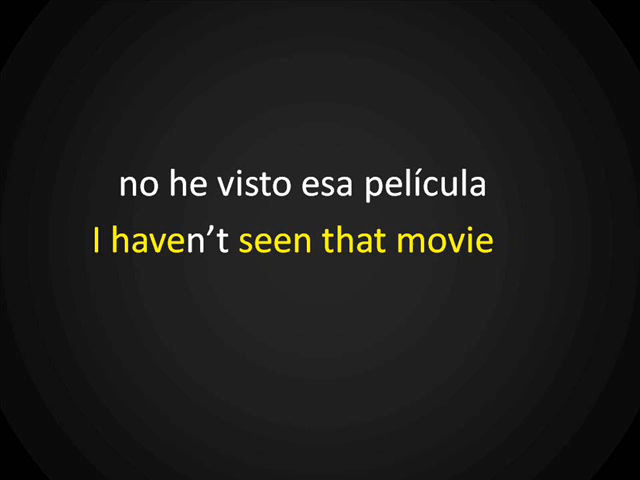 no he visto esa película
I haven’t seen that movie